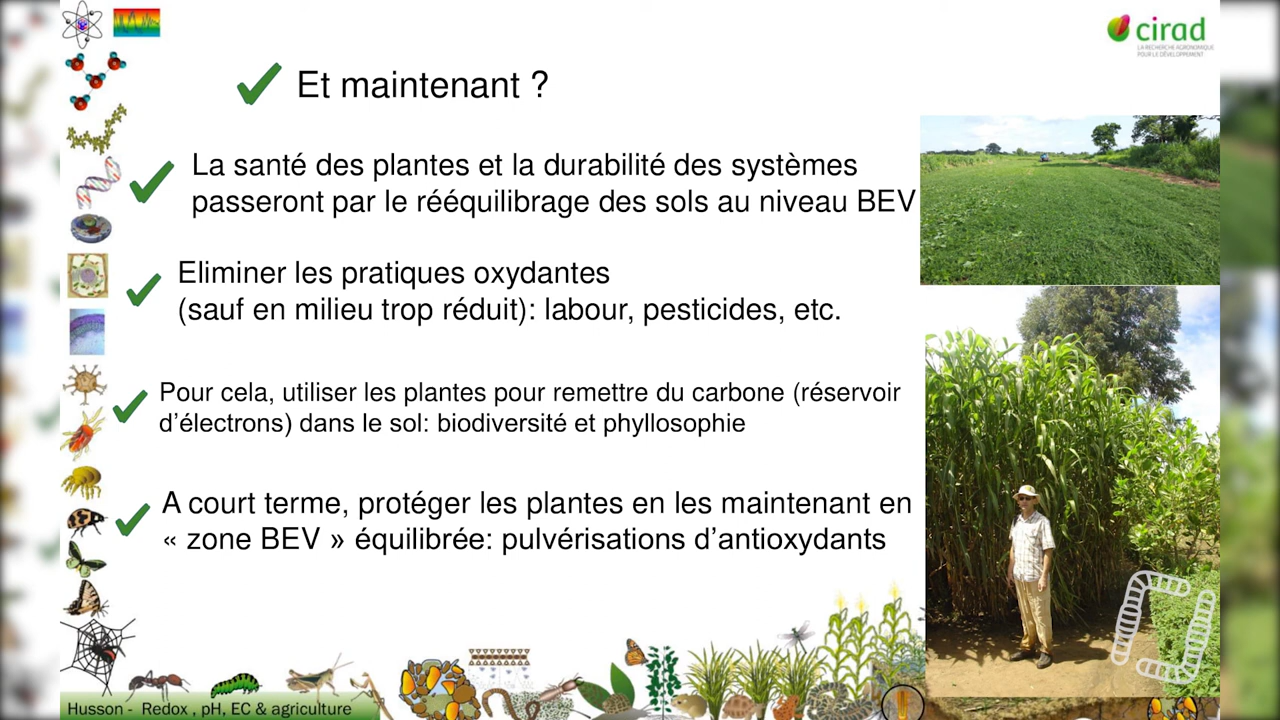 cirad
LA RECHERCHE AGRONOMIQUE
POUR LE DÉVELOPPEMENT
Et maintenant ?
La santé des plantes et la durabilité des systèmes
passeront par le rééquilibrage des sols au niveau BEV
Eliminer les pratiques oxydantes
(sauf en milieu trop réduit): labour, pesticides, etc.
Pour cela, utiliser les plantes pour remettre du carbone (réservoir
d’électrons) dans le sol: biodiversité et phyllosophie
A court terme, protéger les plantes en les maintenant en
« zone BEV » équilibrée: pulvérisations d’antioxydants
Husson - Redox , pH, EC & agriculture